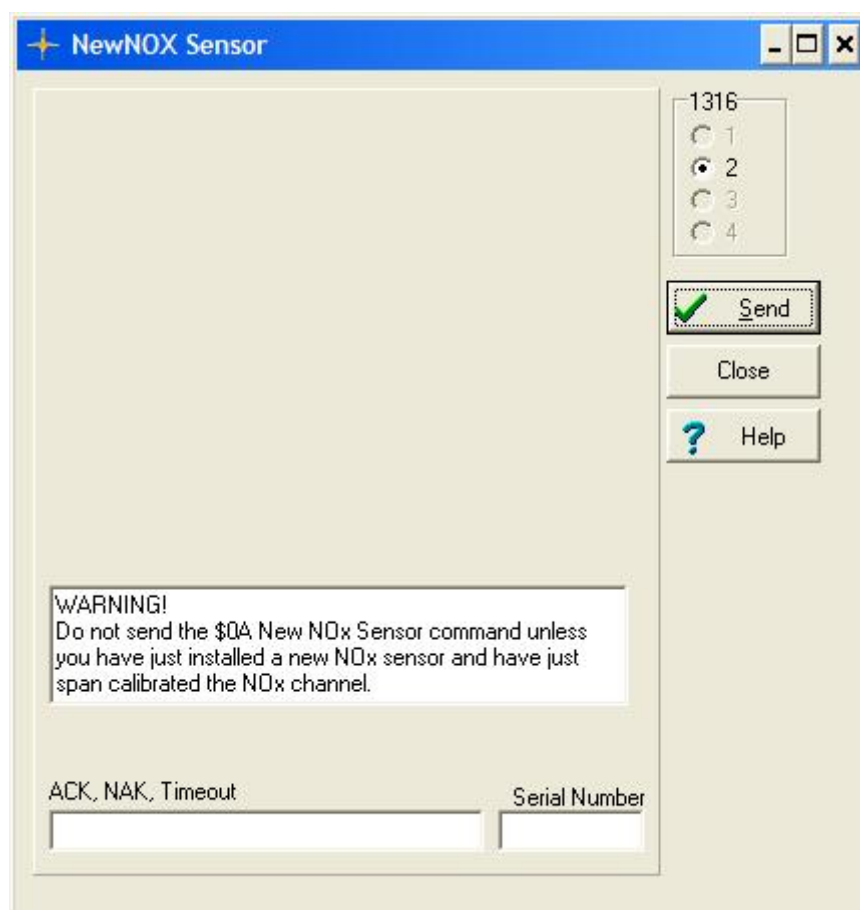 NewNOX Sensor
1316
1
2
3
4
Send
Close
? Help
WARNING!
Do not send the $0A New NOx Sensor command unless
you have just installed a new NOx sensor and have just
span calibrated the NOx channel.
ACK, NAK, Timeout
Serial Number